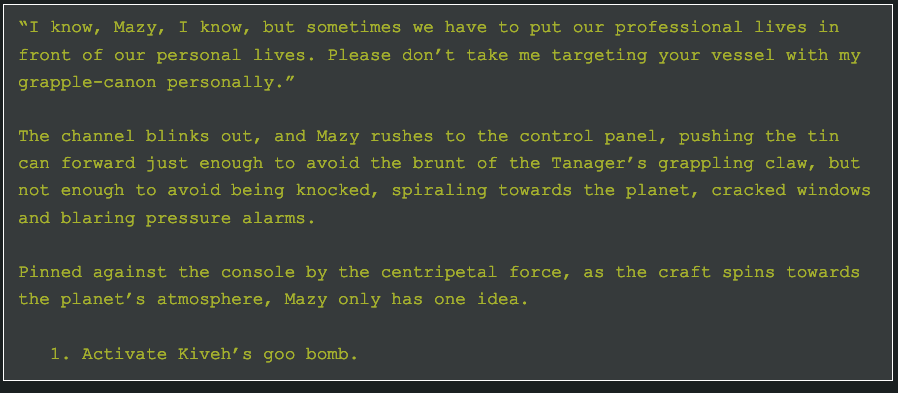 “I know, Mazy, I know, but sometimes we have to put our professional lives in
front of our personal lives. Please don’t take me targeting your vessel with my
grapple-canon personally.”
The channel blinks out, and Mazy rushes to the control panel, pushing the tin
can forward just enough to avoid the brunt of the Tanager’s grappling claw, but
not enough to avoid being knocked, spiraling towards the planet, cracked windows
and blaring pressure alarms.
Pinned against the console by the centripetal force, as the craft spins towards
the planet’s atmosphere, Mazy only has one idea.
1. Activate Kiveh’s goo bomb.